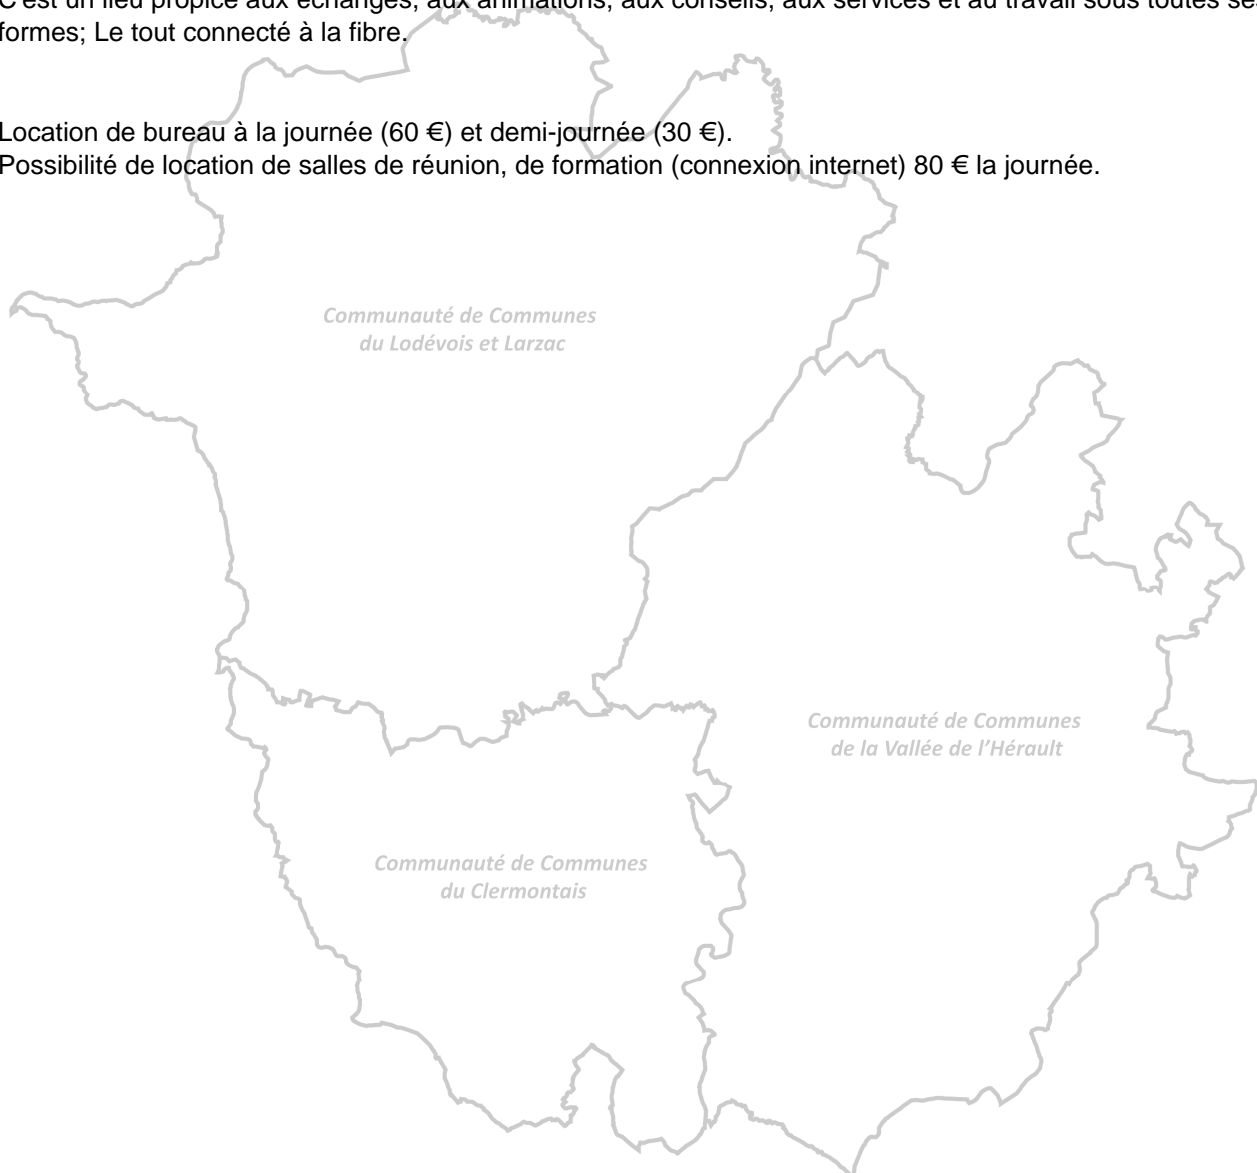 C'est un lieu propice aux échanges, aux animations, aux conseils, aux services et au travail sous toutes ses
formes; Le tout connecté à la fibre.
Location de bureau à la journée (60 €) et demi-journée (30 €).
Possibilité de location de salles de réunion, de formation (connexion internet) 80 € la journée.
Communauté de Communes
du Lodévois et Larzac
Communauté de Communes
de la Vallée de l'Hérault
Communauté de Communes
du Clermontais